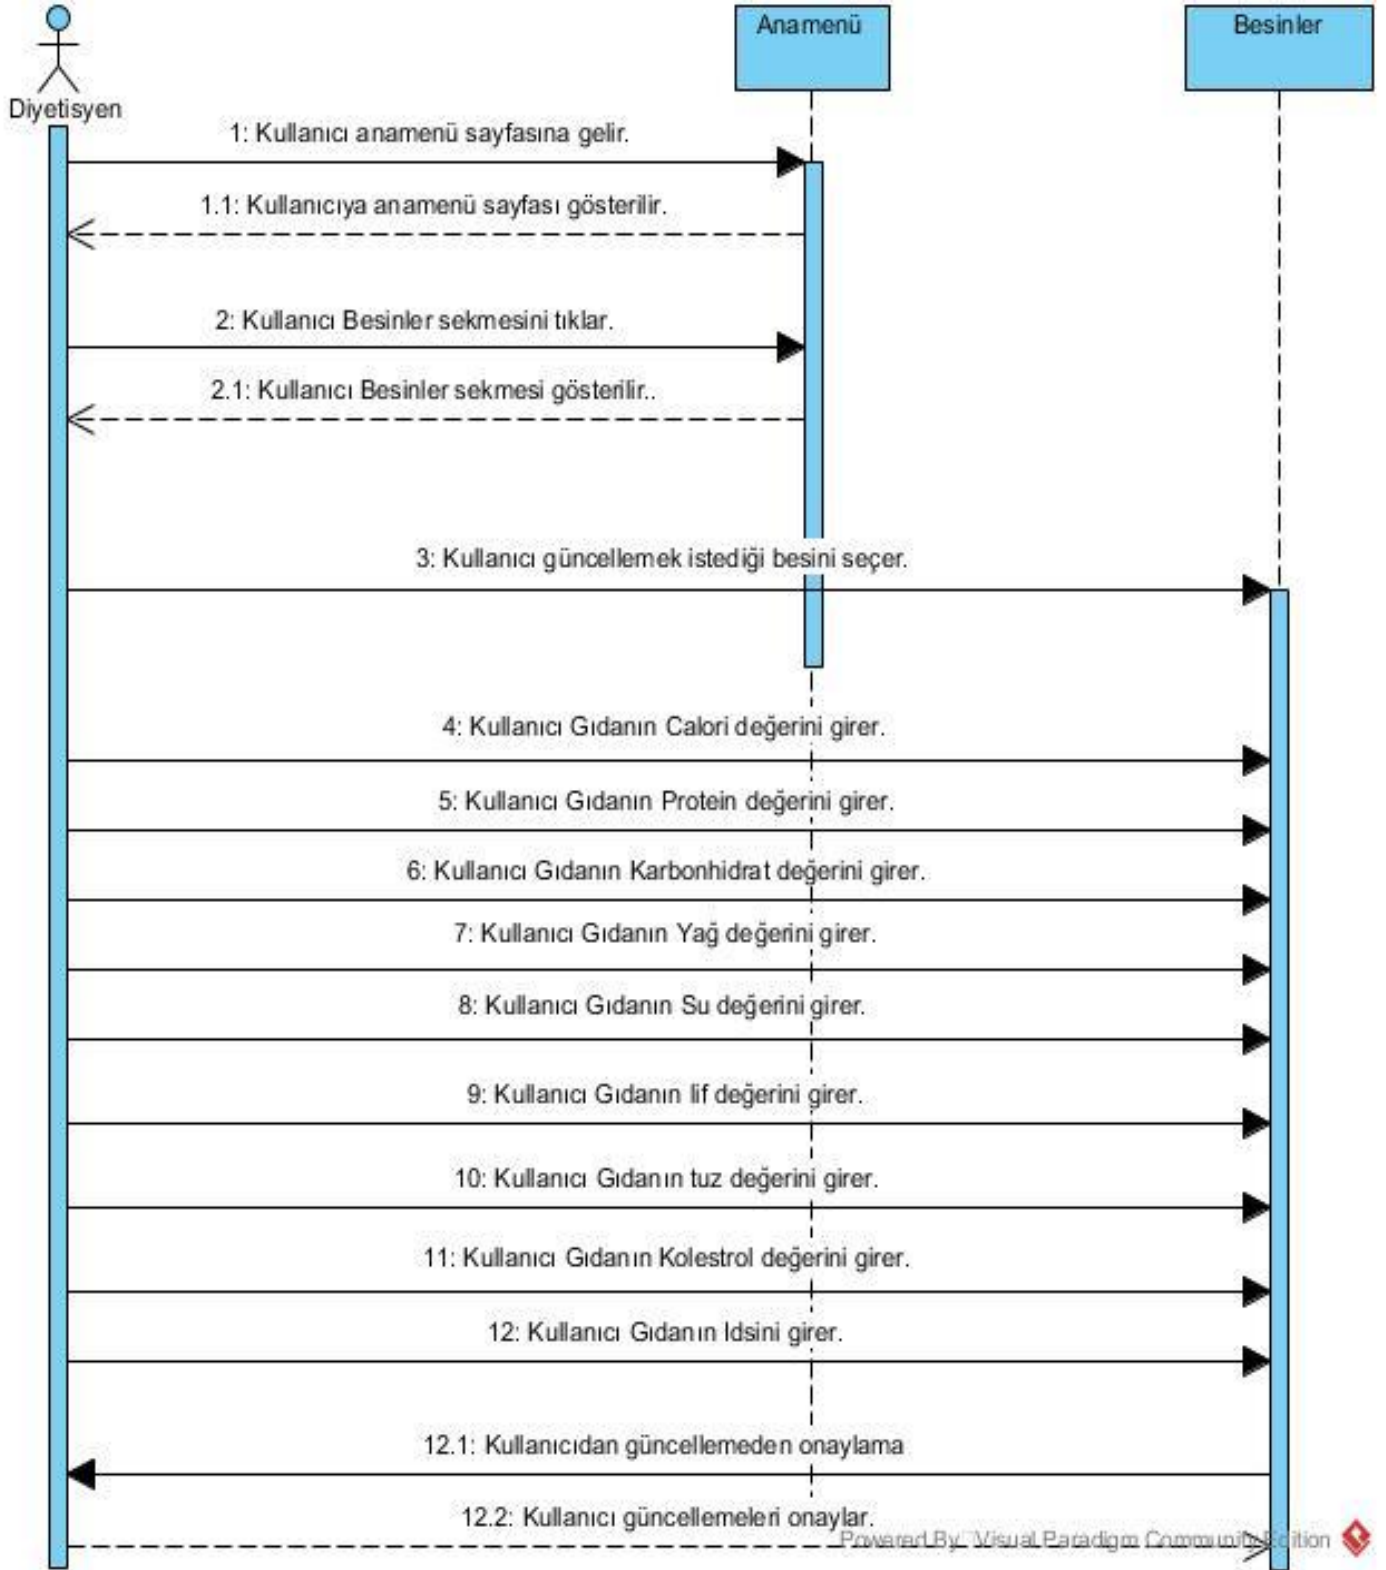 Anamenü
Besinler
Diyetisyen
1: Kullanıcı anamenü sayfasına gelir.
1.1: Kullanıcıya anamenü sayfası gösterilir.
2: Kullanıcı Besinler sekmesini tıklar.
2.1: Kullanıcı Besinler sekmesi gösterilir..
3: Kullanıcı güncellemek istediği besini seçer.
4: Kullanıcı Gıdanın Calori değerini girer.
5: Kullanıcı Gıdanın Protein değerini girer.
6: Kullanıcı Gıdanın Karbonhidrat değerini girer.
7: Kullanıcı Gıdanın Yağ değerini girer.
8: Kullanıcı Gıdanın Su değerini girer.
9: Kullanıcı Gıdanın lif değerini girer.
10: Kullanıcı Gıdanın tuz değerini girer.
11: Kullanıcı Gıdanın Kolestrol değerini girer.
12: Kullanıcı Gıdanın Idsini girer.
12.1: Kullanıcıdan güncellemeden onaylama
12.2: Kullanıcı güncellemeleri onaylar.
Powered By Visual Paradigm Community Edition